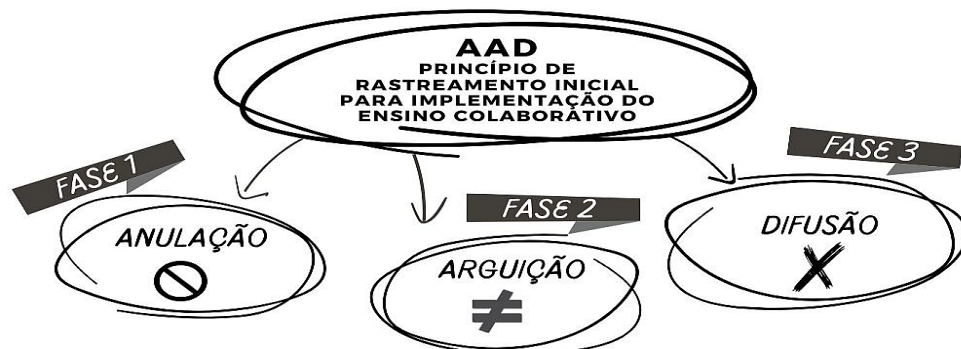 AAD
PRINCÍPIO DE
RASTREAMENTO INICIAL
PARA IMPLEMENTAÇÃO DO
ENSINO COLABORATIVO
FASE 1
ANULAÇÃO
FASE 2
ARGUIÇÃO
≠
FASE 3
DIFUSÃO
X